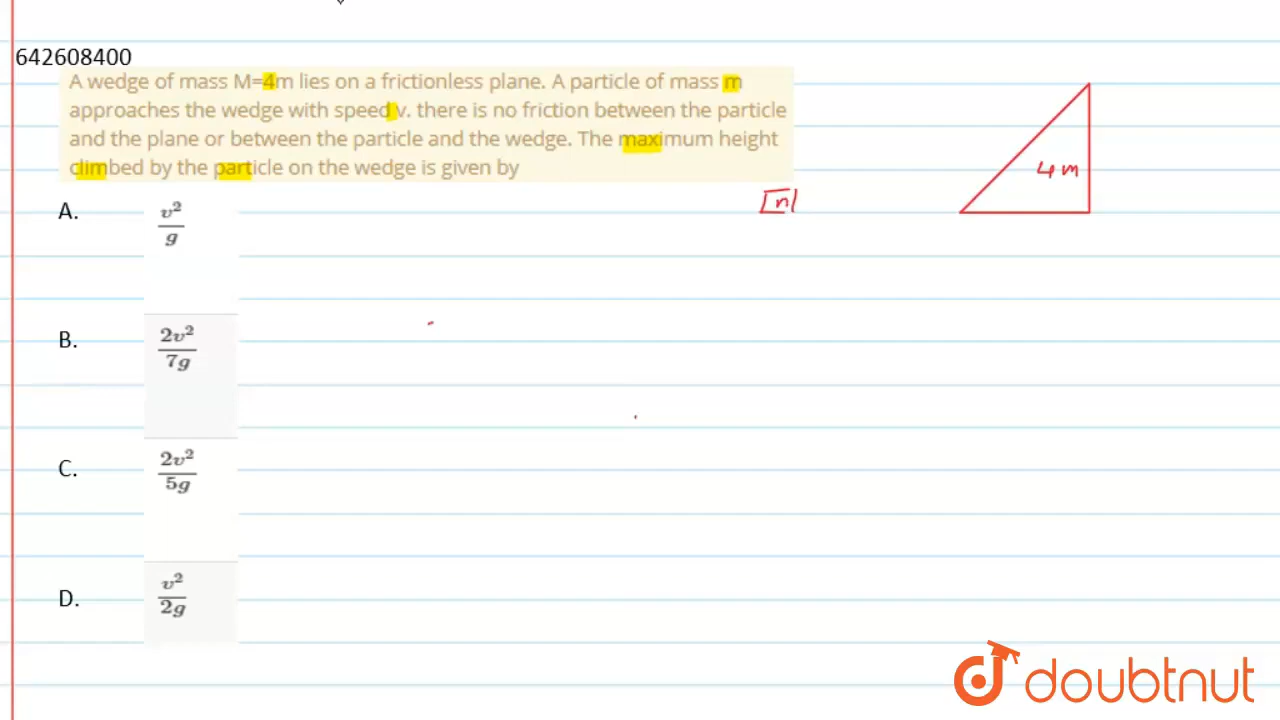 642608400
A wedge of mass M=4m lies on a frictionless plane. A particle of mass m
approaches the wedge with speed v. there is no friction between the particle
and the plane or between the particle and the wedge. The maximum height
climbed by the particle on the wedge is given by
4m
m
A. v²/g
B. 2v²/7g
C. 2v²/5g
D. v²/2g
doubtnut